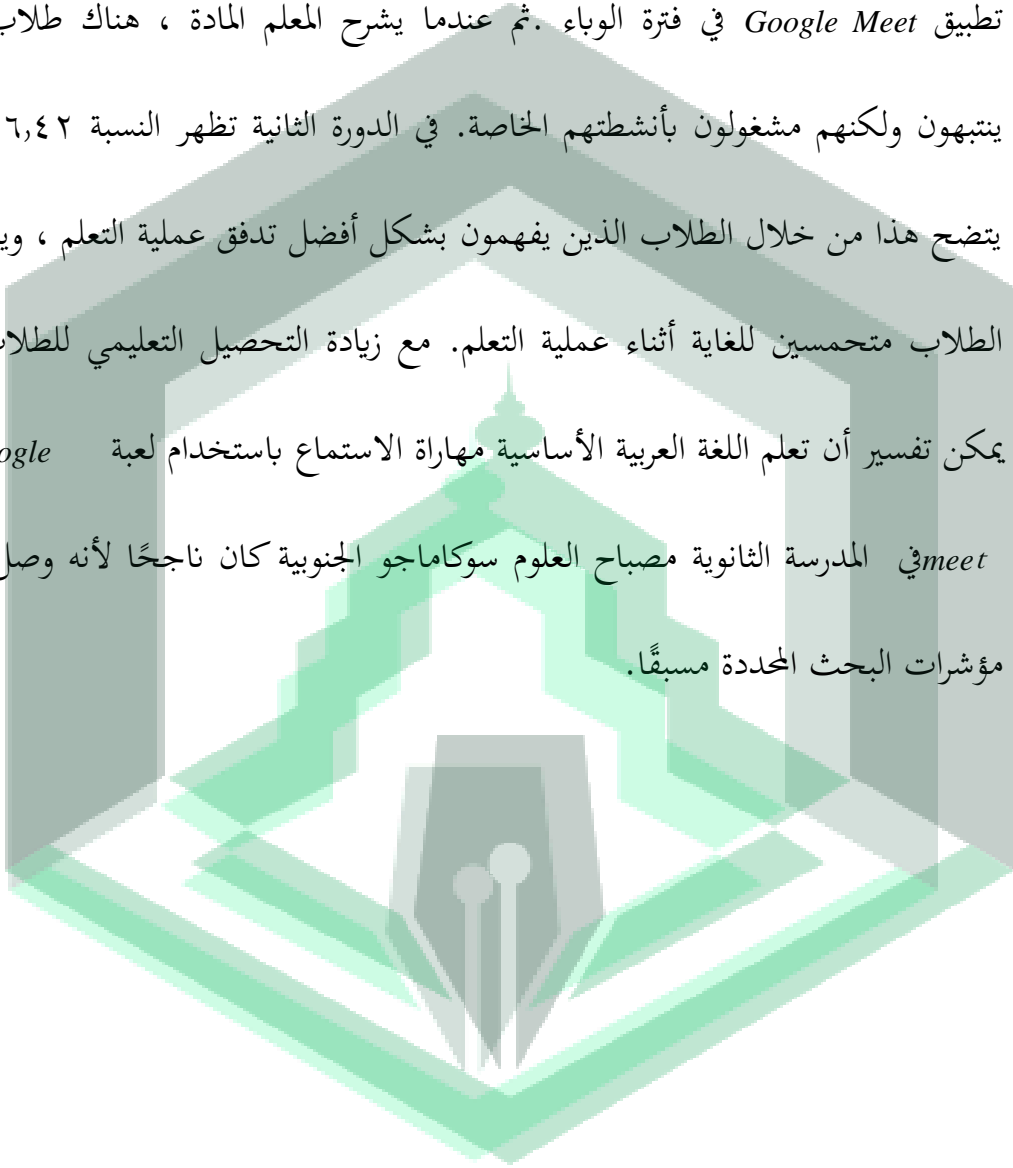 تطبيق Google Meet في فترة الوباء .ثم عندما يشرح المعلم المادة ، هناك طلاب
ينتبهون ولكنهم مشغولون بأنشطتهم الخاصة. في الدورة الثانية تظهر النسبة ٦,٤٢
يتضح هذا من خلال الطلاب الذين يفهمون بشكل أفضل تدفق عملية التعلم ،
الطلاب متحمسين للغاية أثناء عملية التعلم. مع زيادة التحصيل التعليمي للطلاب
يمكن تفسير أن تعلم اللغة العربية الأساسية مهاراة الاستماع باستخدام لعبة ogle
meetفي المدرسة الثانوية مصباح العلوم سوكاماجو الجنوبية كان ناجحًا لأنه وصل
مؤشرات البحث المحددة مسبقًا.